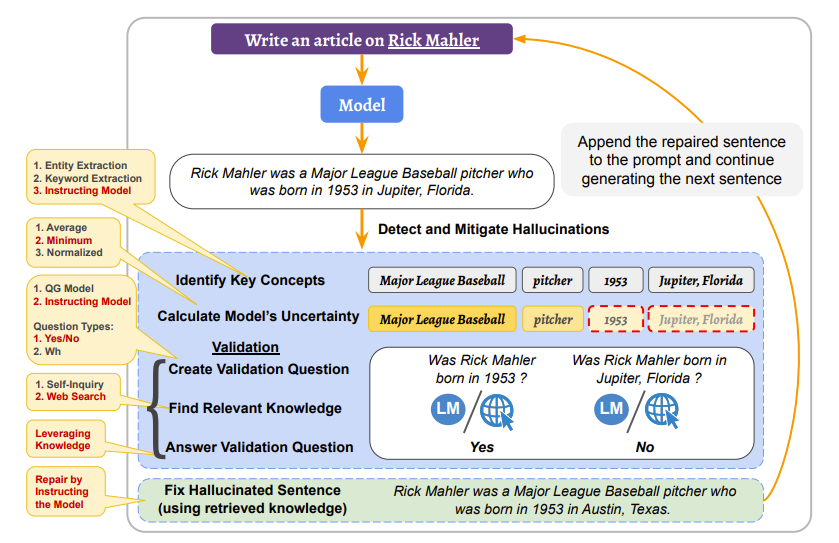 Write an article on Rick Mahler
Model
Rick Mahler was a Major League Baseball pitcher who
was born in 1953 in Jupiter, Florida.
Append the repaired sentence
to the prompt and continue
generating the next sentence
Detect and Mitigate Hallucinations
1. Entity Extraction
2. Keyword Extraction
3. Instructing Model
Identify Key Concepts
Major League Baseball
pitcher
1953
Jupiter, Florida
1. Average
2. Minimum
3. Normalized
Calculate Model's Uncertainty
Major League Baseball
pitcher
1953
Jupiter, Florida
Validation
1. QG Model
2. Instructing Model
Question Types:
1. Yes/No
2. Wh
Create Validation Question
Was Rick Mahler
born in 1953 ?
Was Rick Mahler born in
Jupiter, Florida ?
1. Self-Inquiry
2. Web Search
Find Relevant Knowledge
LM
LM
Leveraging
Knowledge
Answer Validation Question
Yes
No
Repair by
Instructing
the Model
Fix Hallucinated Sentence
(using retrieved knowledge)
Rick Mahler was a Major League Baseball pitcher who
was born in 1953 in Austin, Texas.